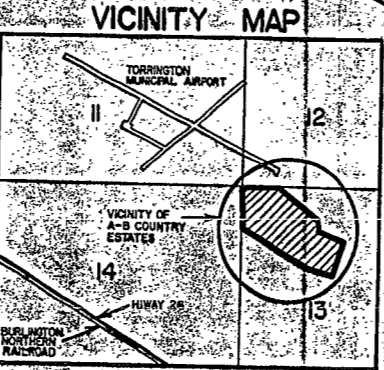 VICINITY MAP
TORRINGTON
MUNICIPAL AIRPORT
11
12
VICINITY OF
A-B COUNTRY
ESTATES
14
HIWAY 26
13
BURLINGTON
NORTHERN
RAILROAD